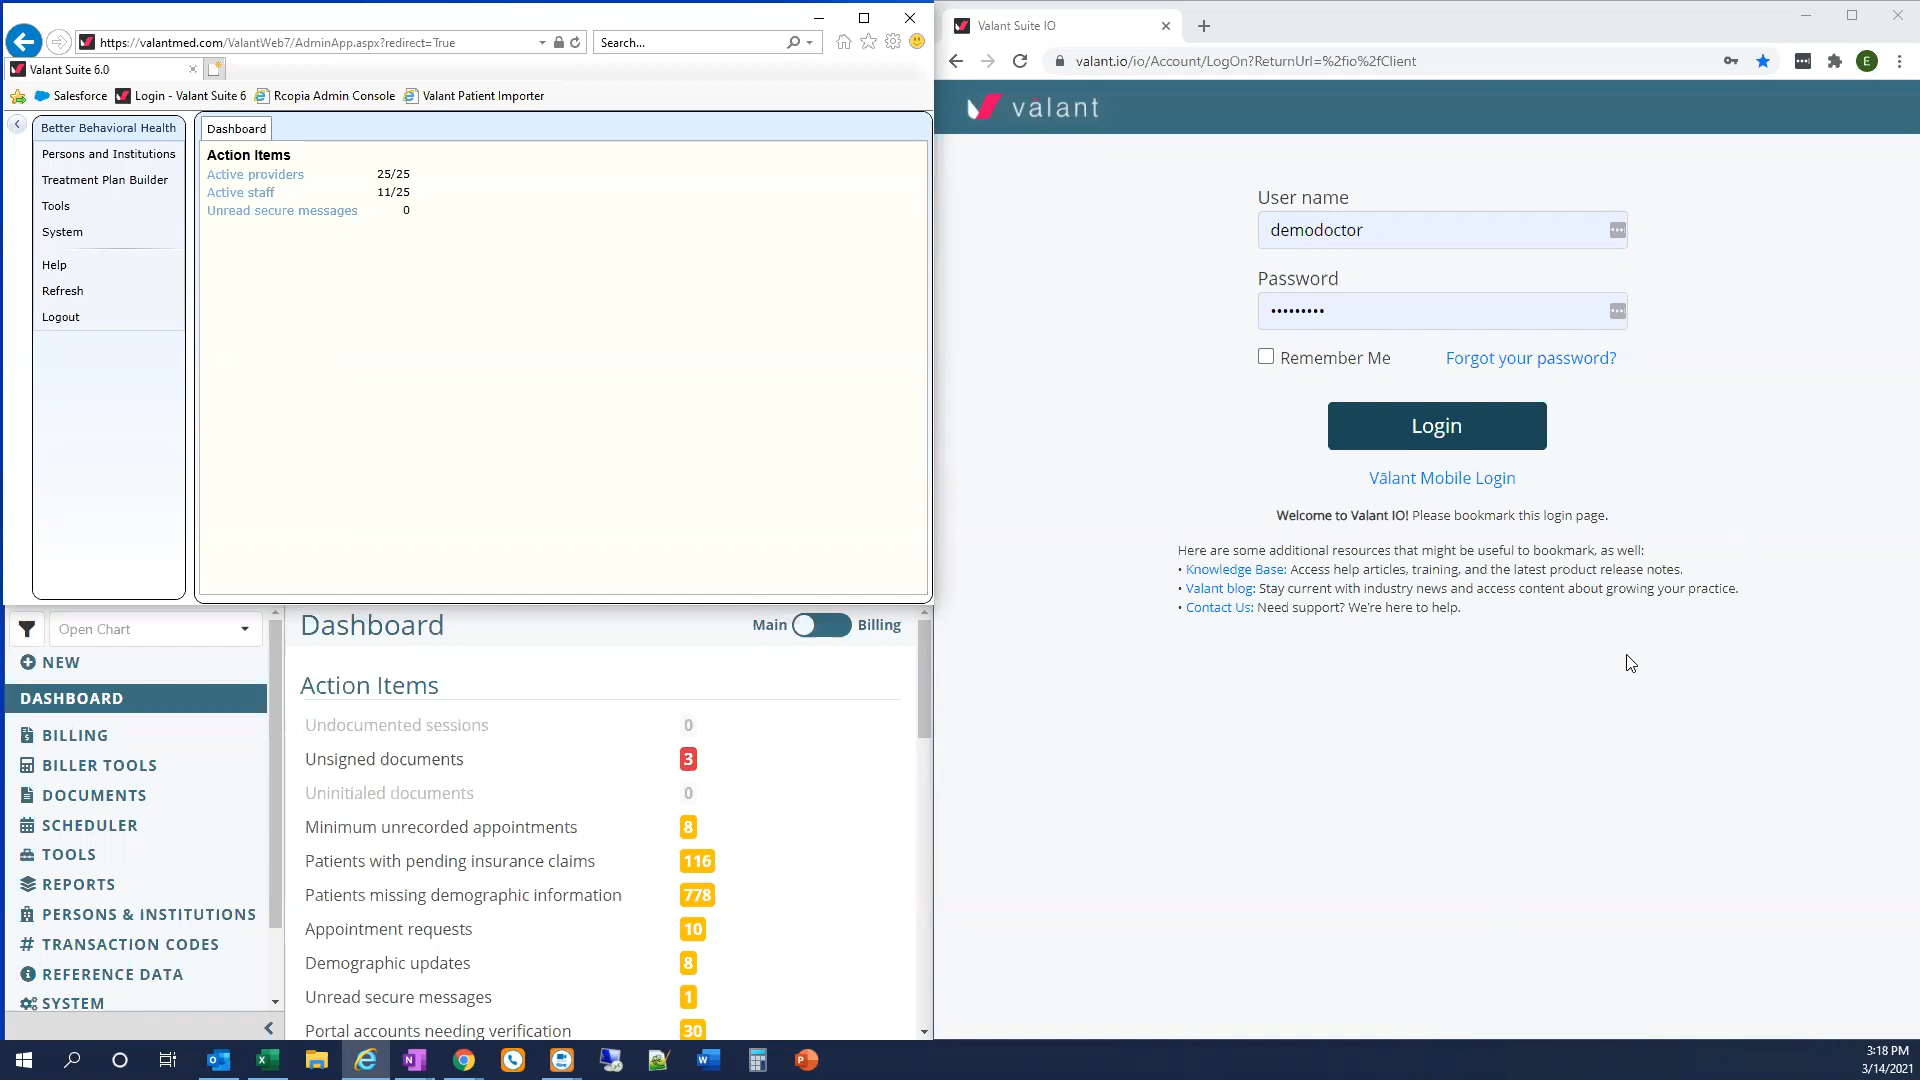 https://valantmed.com/ValantWeb7/AdminApp.aspx?redirect=True
Search...
Valant Suite 6.0
Salesforce
Login - Valant Suite 6
Rcopia Admin Console
Valant Patient Importer
Better Behavioral Health
Persons and Institutions
Treatment Plan Builder
Tools
System
Help
Refresh
Logout
Dashboard
Action Items
Active providers 25/25
Active staff 11/25
Unread secure messages 0
Open Chart
NEW
DASHBOARD
BILLING
BILLER TOOLS
DOCUMENTS
SCHEDULER
TOOLS
REPORTS
PERSONS & INSTITUTIONS
TRANSACTION CODES
REFERENCE DATA
SYSTEM
Dashboard
Main Billing
Action Items
Undocumented sessions 0
Unsigned documents 3
Uninitialed documents 0
Minimum unrecorded appointments 8
Patients with pending insurance claims 116
Patients missing demographic information 778
Appointment requests 10
Demographic updates 8
Unread secure messages 1
Portal accounts needing verification 30
Valant Suite IO
valant.io/io/Account/LogOn?ReturnUrl=%2fio%2fClient
E
vālant
User name
demodoctor
Password
•••••••••
Remember Me
Forgot your password?
Login
Vālant Mobile Login
Welcome to Valant IO! Please bookmark this login page.
Here are some additional resources that might be useful to bookmark, as well:
• Knowledge Base: Access help articles, training, and the latest product release notes.
• Valant blog: Stay current with industry news and access content about growing your practice.
• Contact Us: Need support? We're here to help.
3:18 PM
3/14/2021